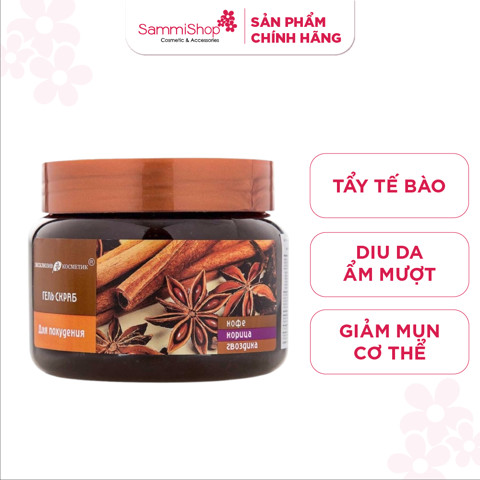 SammiShop
Cosmetic & Accessories
SẢN PHẨM
CHÍNH HÃNG
TẨY TẾ BÀO
DIU DA
ẨM MƯỢT
GIẢM MỤN
CƠ THỂ
КОСМЕТИК®
ГЕЛЬ СКРАБ
Для похудения
кофе
корица
гвоздика